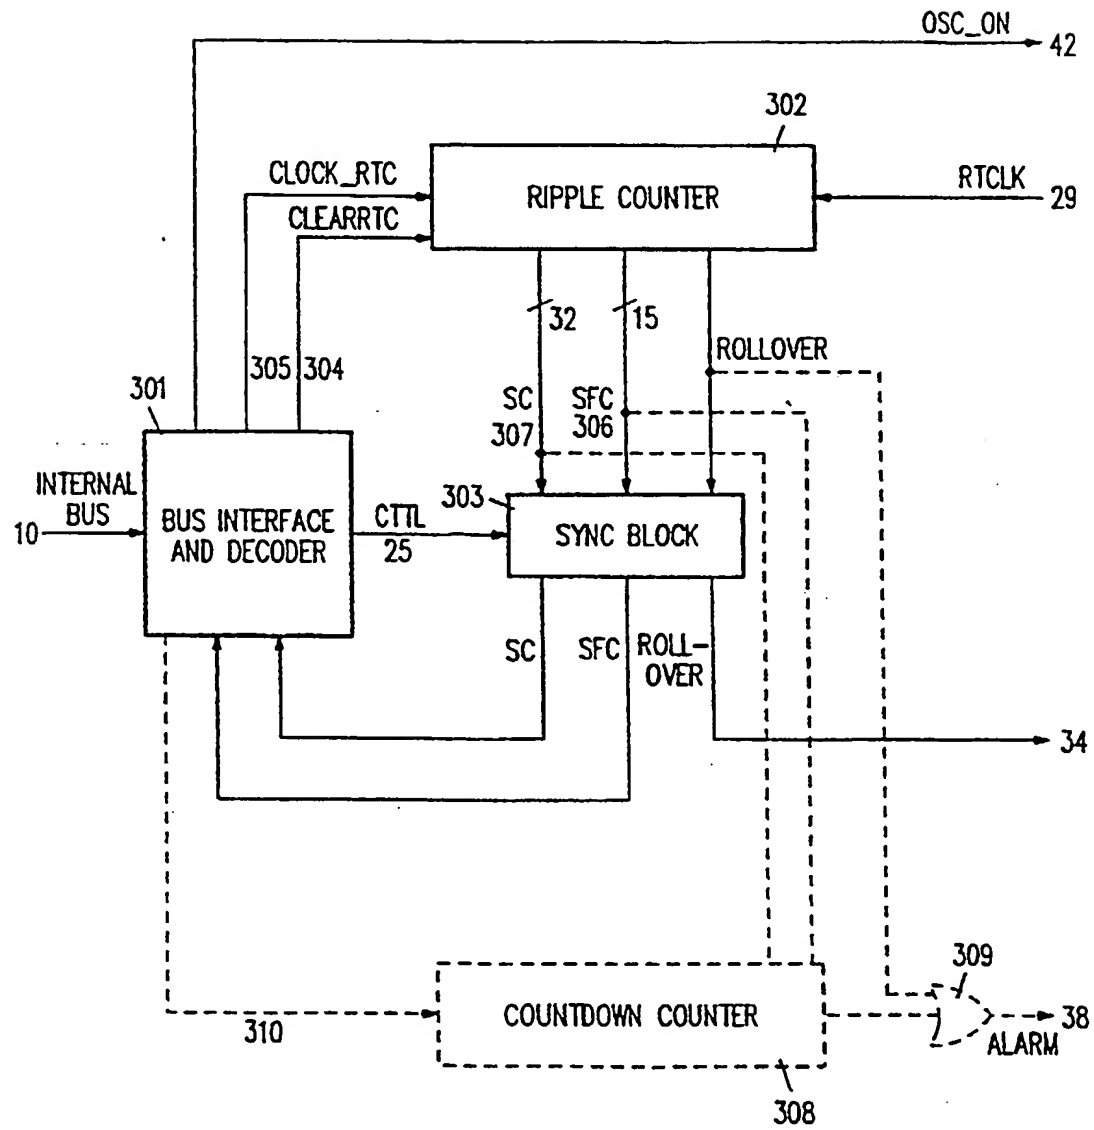 OSC_ON
42
302
CLOCK_RTC
RIPPLE COUNTER
RTCLK
29
CLEARRTC
32
15
ROLLOVER
305
304
301
SC
307
SFC
306
INTERNAL
BUS
10
BUS INTERFACE
AND DECODER
CTTL
25
303
SYNC BLOCK
SC
SFC
ROLL-
OVER
34
309
COUNTDOWN COUNTER
310
38
ALARM
308